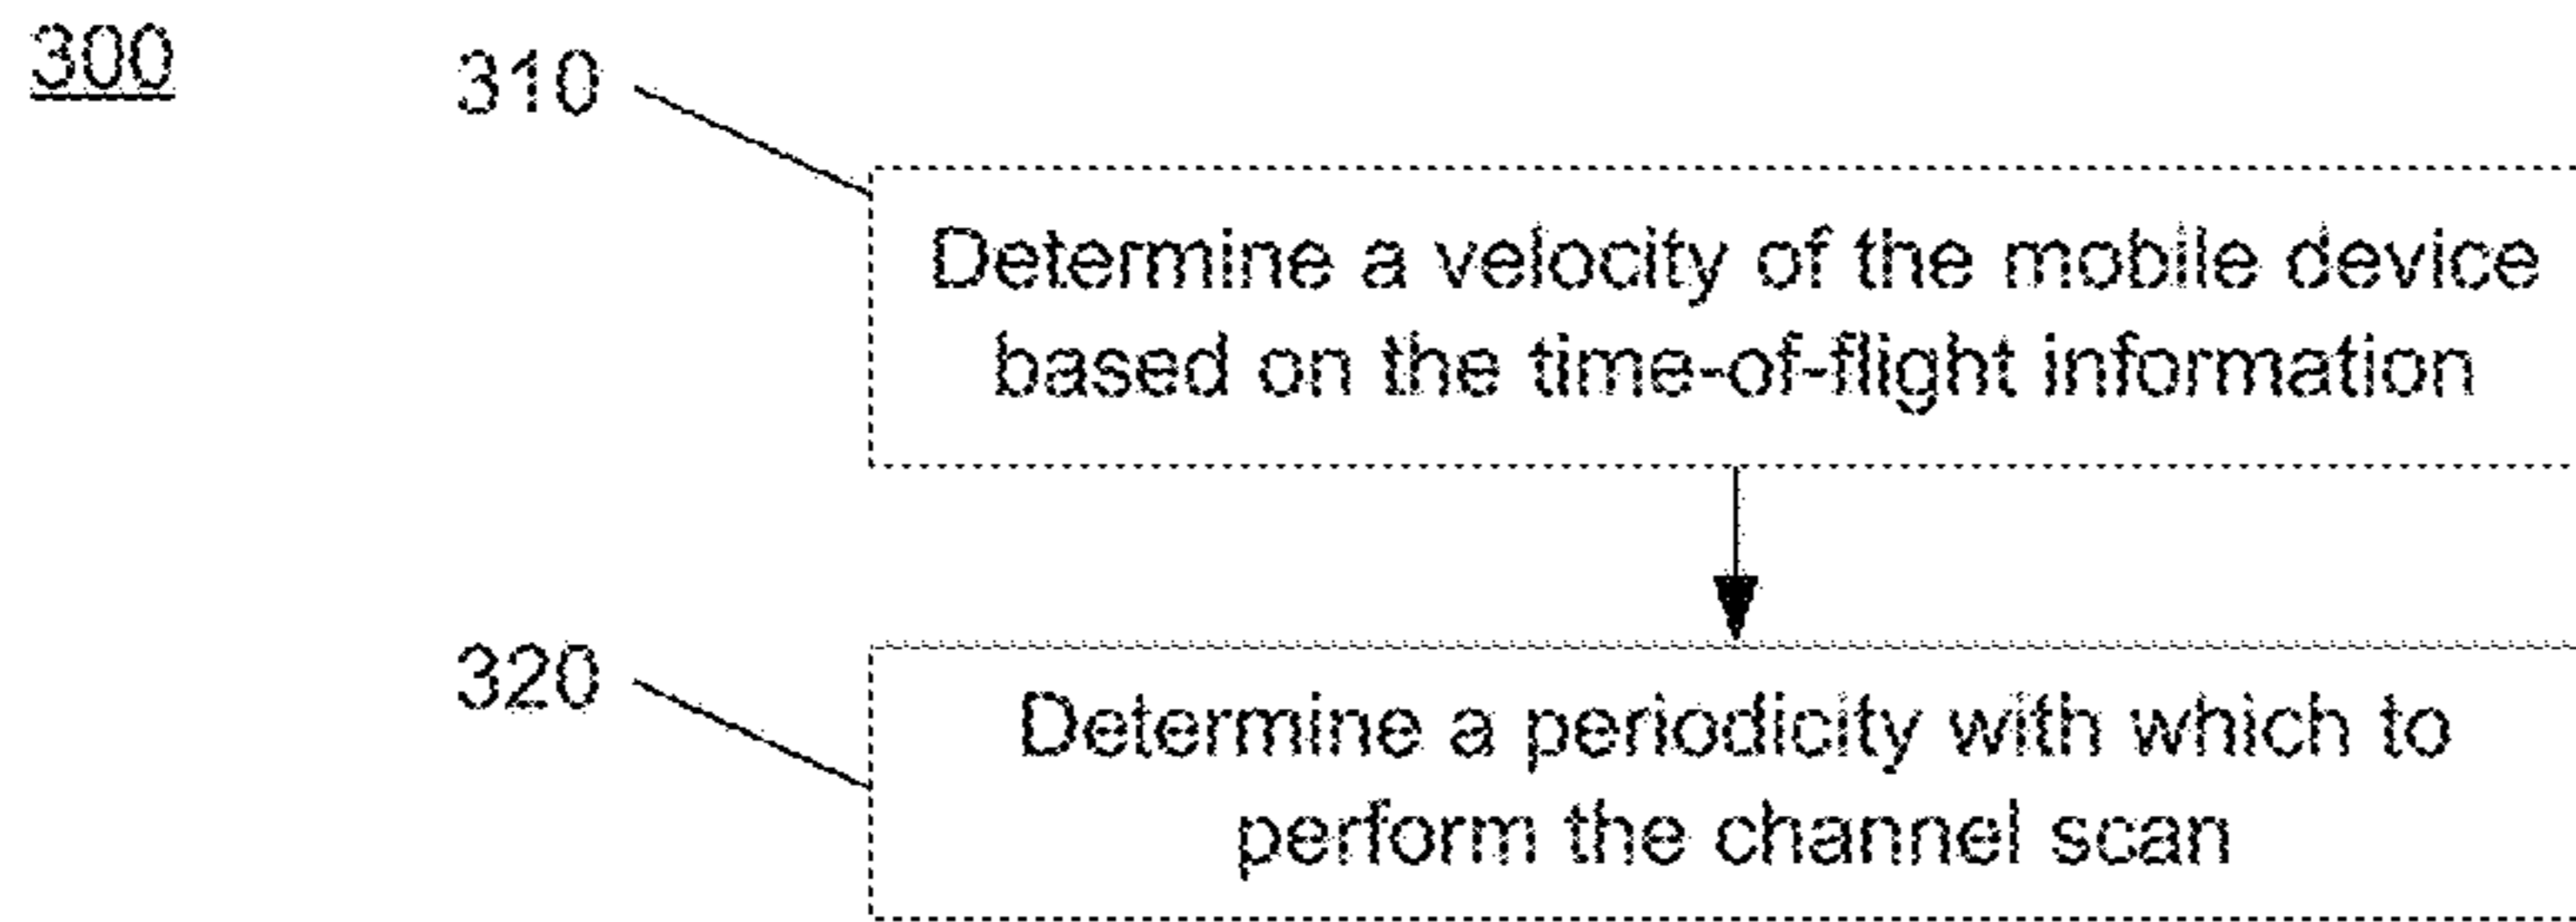 300
310
Determine a velocity of the mobile device
based on the time-of-flight information
320
Determine a periodicity with which to
perform the channel scan